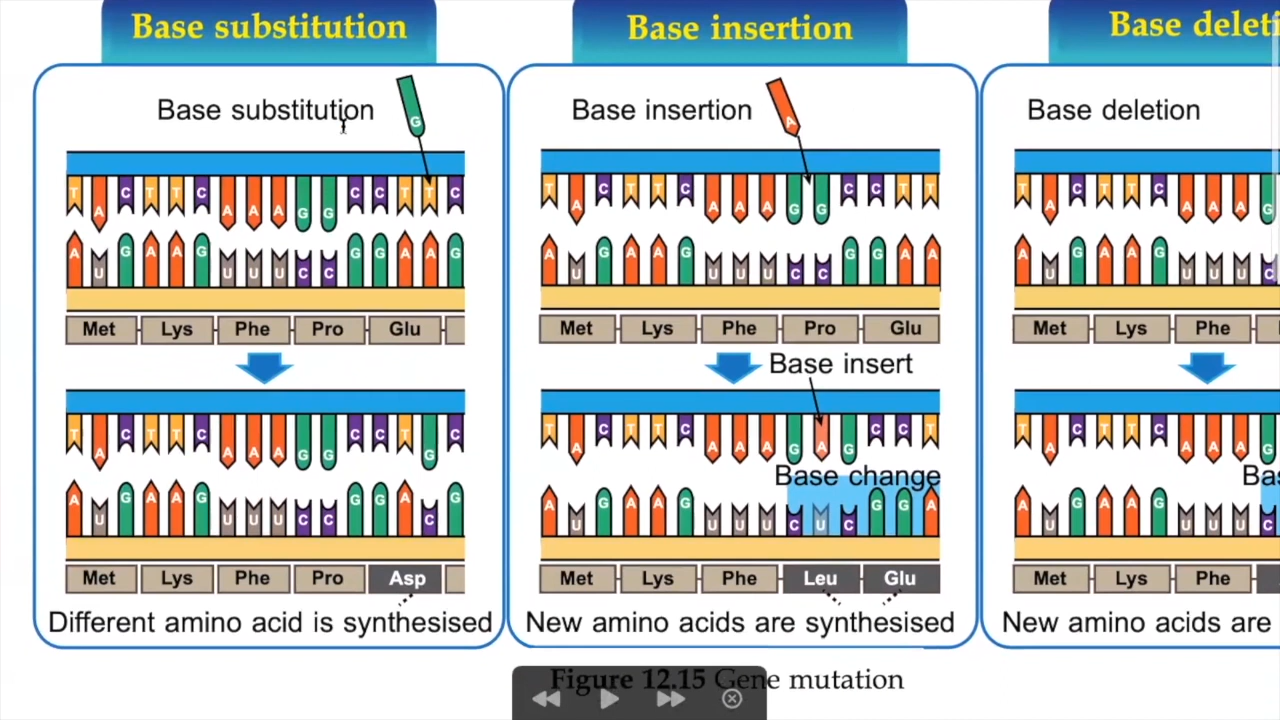 Base substitution
Base substitution
G
T A C T T C A A A G G C C T T C
A U G A A G U U U C C G G A A G
Met Lys Phe Pro Glu
T A C T T C A A A G G C C T G C
A U G A A G U U U C C G G A C G
Met Lys Phe Pro Asp
Different amino acid is synthesised
Base insertion
Base insertion
A
T A C T T C A A A G G C C T T
A U G A A G U U U C C G G A A
Met Lys Phe Pro Glu
Base insert
T A C T T C A A A G A G C C T
Base change
A U G A A G U U U C U C G G A
Met Lys Phe Leu Glu
New amino acids are synthesised
Base deleti
Base deletion
T A C T T C A A A G
A U G A A G U U U C
Met Lys Phe
T A C T T C A A A G
Bas
A U G A A G U U U C
Met Lys Phe
New amino acids are
Figure 12.15 Gene mutation